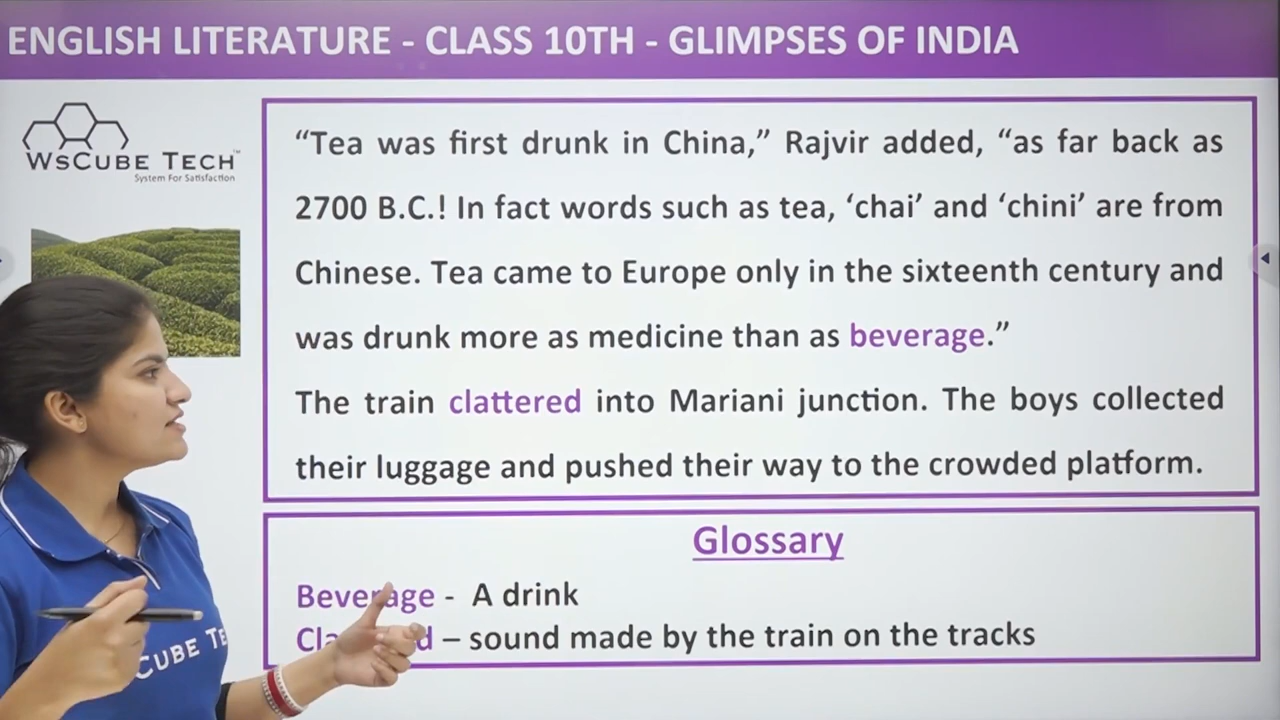 ENGLISH LITERATURE - CLASS 10TH - GLIMPSES OF INDIA
WSCUBE TECH™
System For Satisfaction
“Tea was first drunk in China,” Rajvir added, “as far back as
2700 B.C.! In fact words such as tea, ‘chai’ and ‘chini’ are from
Chinese. Tea came to Europe only in the sixteenth century and
was drunk more as medicine than as beverage.”
The train clattered into Mariani junction. The boys collected
their luggage and pushed their way to the crowded platform.
Glossary
Beverage - A drink
– sound made by the train on the tracks
CUBE TE